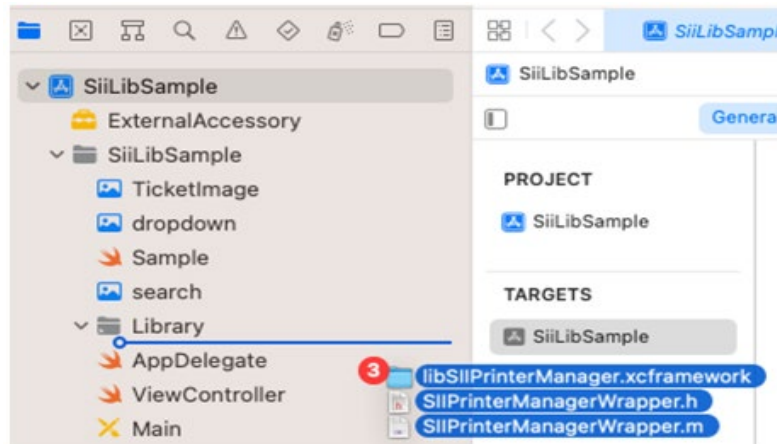 SiiLibSample
ExternalAccessory
SiiLibSample
TicketImage
dropdown
Sample
search
Library
AppDelegate
ViewController
Main
SiiLibSampl
SiiLibSample
Genera
PROJECT
SiiLibSample
TARGETS
SiiLibSample
3
libSIIPrinterManager.xcframework
SIIPrinterManagerWrapper.h
SIIPrinterManagerWrapper.m